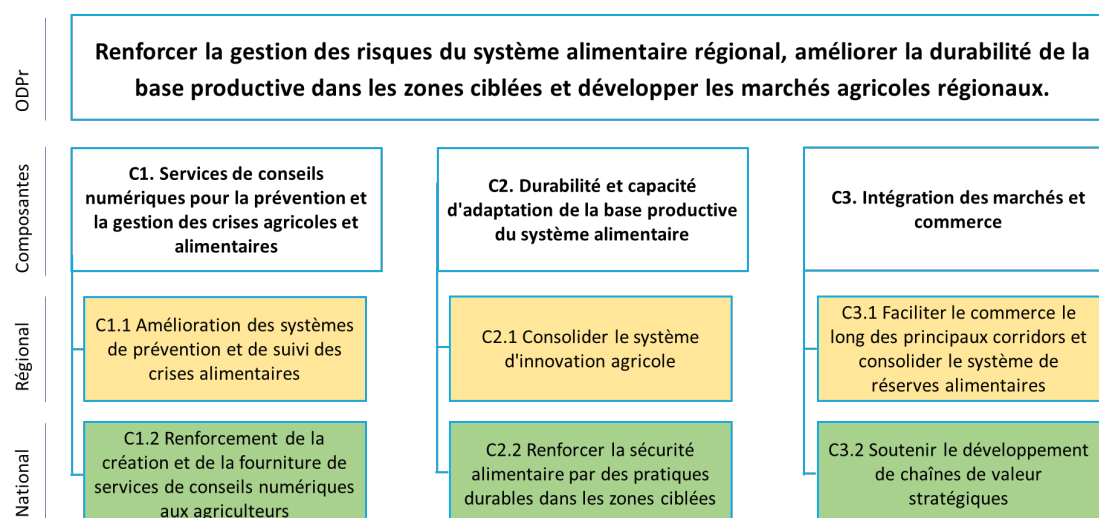 ODPr
Renforcer la gestion des risques du système alimentaire régional, améliorer la durabilité de la
base productive dans les zones ciblées et développer les marchés agricoles régionaux.
Composantes
C1. Services de conseils
numériques pour la prévention et
la gestion des crises agricoles et
alimentaires
C2. Durabilité et capacité
d'adaptation de la base productive
du système alimentaire
C3. Intégration des marchés et
commerce
Régional
C1.1 Amélioration des systèmes
de prévention et de suivi des
crises alimentaires
C2.1 Consolider le système
d'innovation agricole
C3.1 Faciliter le commerce le
long des principaux corridors et
consolider le système de
réserves alimentaires
National
C1.2 Renforcement de la
création et de la fourniture de
services de conseils numériques
aux agriculteurs
C2.2 Renforcer la sécurité
alimentaire par des pratiques
durables dans les zones ciblées
C3.2 Soutenir le développement
de chaînes de valeur
stratégiques